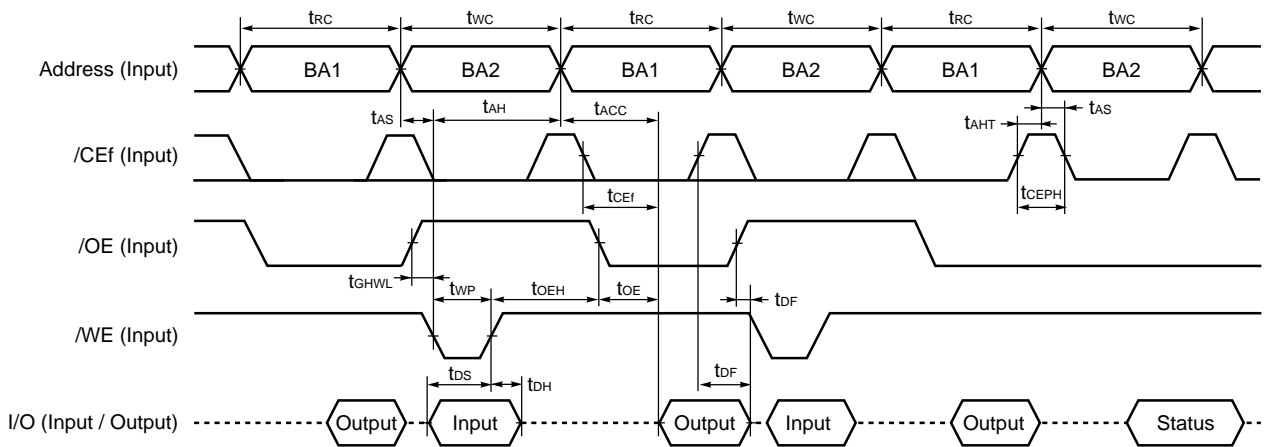 tRC tWC tRC tWC tRC tWC
Address (Input) BA1 BA2 BA1 BA2 BA1 BA2
tAS tAH tACC tAHT tAS
/CEf (Input)
tCEf tCEPH
/OE (Input)
tGHWL tWP tOEH tOE tDF
/WE (Input)
tDS tDH tDF
I/O (Input / Output) Output Input Output Input Output Status